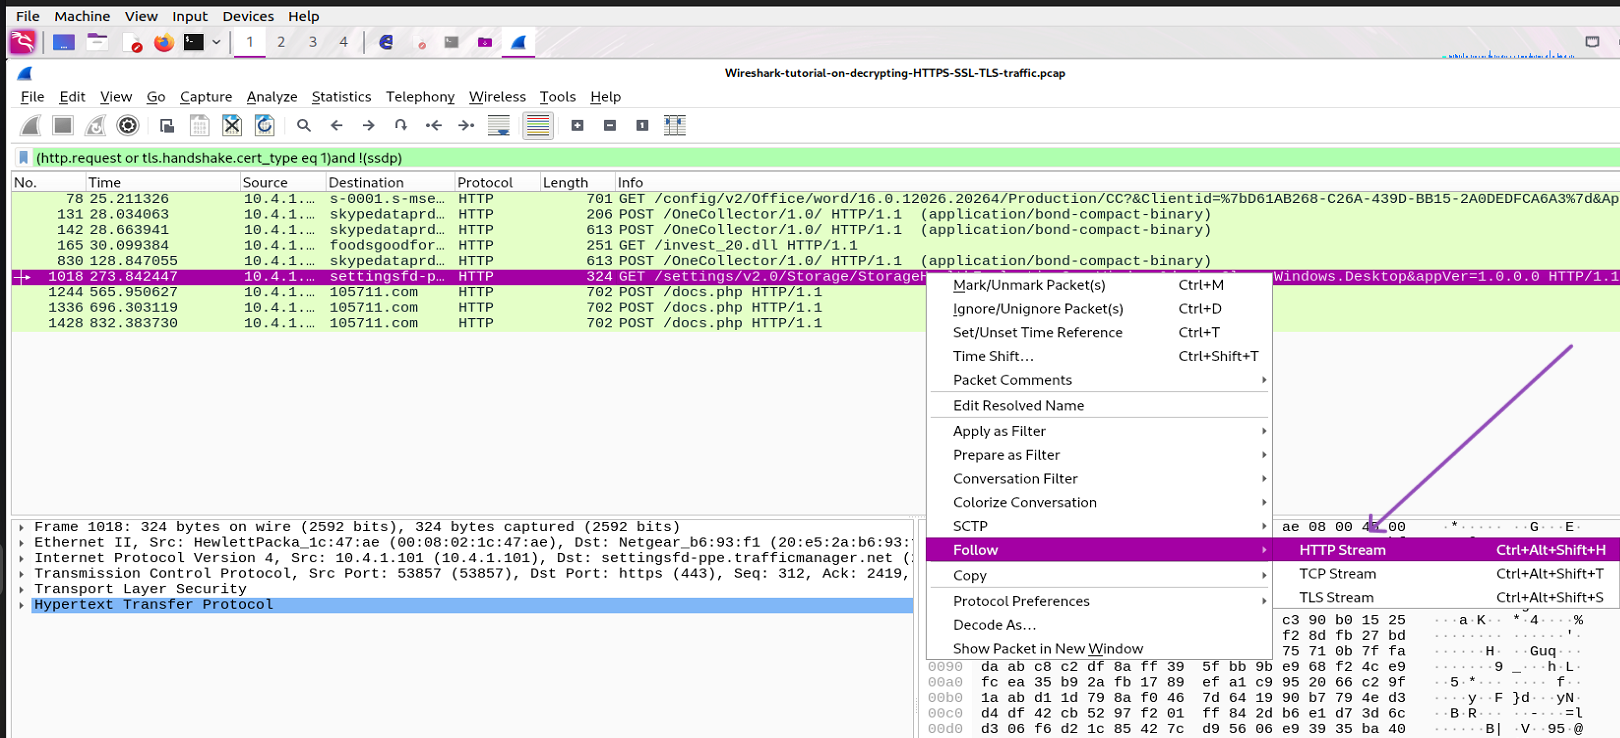 File Machine View Input Devices Help
1 2 3 4
Wireshark-tutorial-on-decrypting-HTTPS-SSL-TLS-traffic.pcap
File Edit View Go Capture Analyze Statistics Telephony Wireless Tools Help
(http.request or tls.handshake.cert_type eq 1)and !(ssdp)
No. Time Source Destination Protocol Length Info
78 25.211326 10.4.1.… s-0001.s-mse… HTTP 701 GET /config/v2/Office/word/16.0.12026.20264/Production/CC?&Clientid=%7bD61AB268-C26A-439D-BB15-2A0DEDFCA6A3%7d&Ap
131 28.034063 10.4.1.… skypedataprd… HTTP 206 POST /OneCollector/1.0/ HTTP/1.1 (application/bond-compact-binary)
142 28.663941 10.4.1.… skypedataprd… HTTP 613 POST /OneCollector/1.0/ HTTP/1.1 (application/bond-compact-binary)
165 30.099384 10.4.1.… foodsgoodfor… HTTP 251 GET /invest_20.dll HTTP/1.1
830 128.847055 10.4.1.… skypedataprd… HTTP 613 POST /OneCollector/1.0/ HTTP/1.1 (application/bond-compact-binary)
1018 273.842447 10.4.1.… settingsfd-p… HTTP 324 GET /settings/v2.0/Storage/Storage Windows.Desktop&appVer=1.0.0.0 HTTP/1.1
1244 565.950627 10.4.1.… 105711.com HTTP 702 POST /docs.php HTTP/1.1
1336 696.303119 10.4.1.… 105711.com HTTP 702 POST /docs.php HTTP/1.1
1428 832.383730 10.4.1.… 105711.com HTTP 702 POST /docs.php HTTP/1.1
Mark/Unmark Packet(s) Ctrl+M
Ignore/Unignore Packet(s) Ctrl+D
Set/Unset Time Reference Ctrl+T
Time Shift… Ctrl+Shift+T
Packet Comments
Edit Resolved Name
Apply as Filter
Prepare as Filter
Conversation Filter
Colorize Conversation
SCTP
Follow
Copy
Protocol Preferences
Decode As…
Show Packet in New Window
HTTP Stream Ctrl+Alt+Shift+H
TCP Stream Ctrl+Alt+Shift+T
TLS Stream Ctrl+Alt+Shift+S
Frame 1018: 324 bytes on wire (2592 bits), 324 bytes captured (2592 bits)
Ethernet II, Src: HewlettPacka_1c:47:ae (00:08:02:1c:47:ae), Dst: Netgear_b6:93:f1 (20:e5:2a:b6:93:
Internet Protocol Version 4, Src: 10.4.1.101 (10.4.1.101), Dst: settingsfd-ppe.trafficmanager.net (
Transmission Control Protocol, Src Port: 53857 (53857), Dst Port: https (443), Seq: 312, Ack: 2419,
Transport Layer Security
Hypertext Transfer Protocol
ae 08 00 45 00 ·*·····G···E·
c3 90 b0 15 25 ···a·K···*·4····%
f2 8d fb 27 bd ·········'·
75 71 0b 7f fa ······H····Guq···
0090 da ab c8 c2 df 8a ff 39 5f bb 9b e9 68 f2 4c e9 ·······9_···h·L·
00a0 fc ea 35 b9 2a fb 17 89 ef a1 c9 95 20 66 c2 9f ··5·*······· f··
00b0 1a ab d1 1d 79 8a f0 46 7d 64 19 90 b7 79 4e d3 ····y··F}d···yN·
00c0 d4 df 42 cb 52 97 f2 01 ff 84 2d b6 e1 d7 3d 6c ··B·R·····-···=l
00d0 d3 06 f6 d2 1c 85 42 7c d9 56 06 e9 39 35 ba 40 ······B|·V··95·@